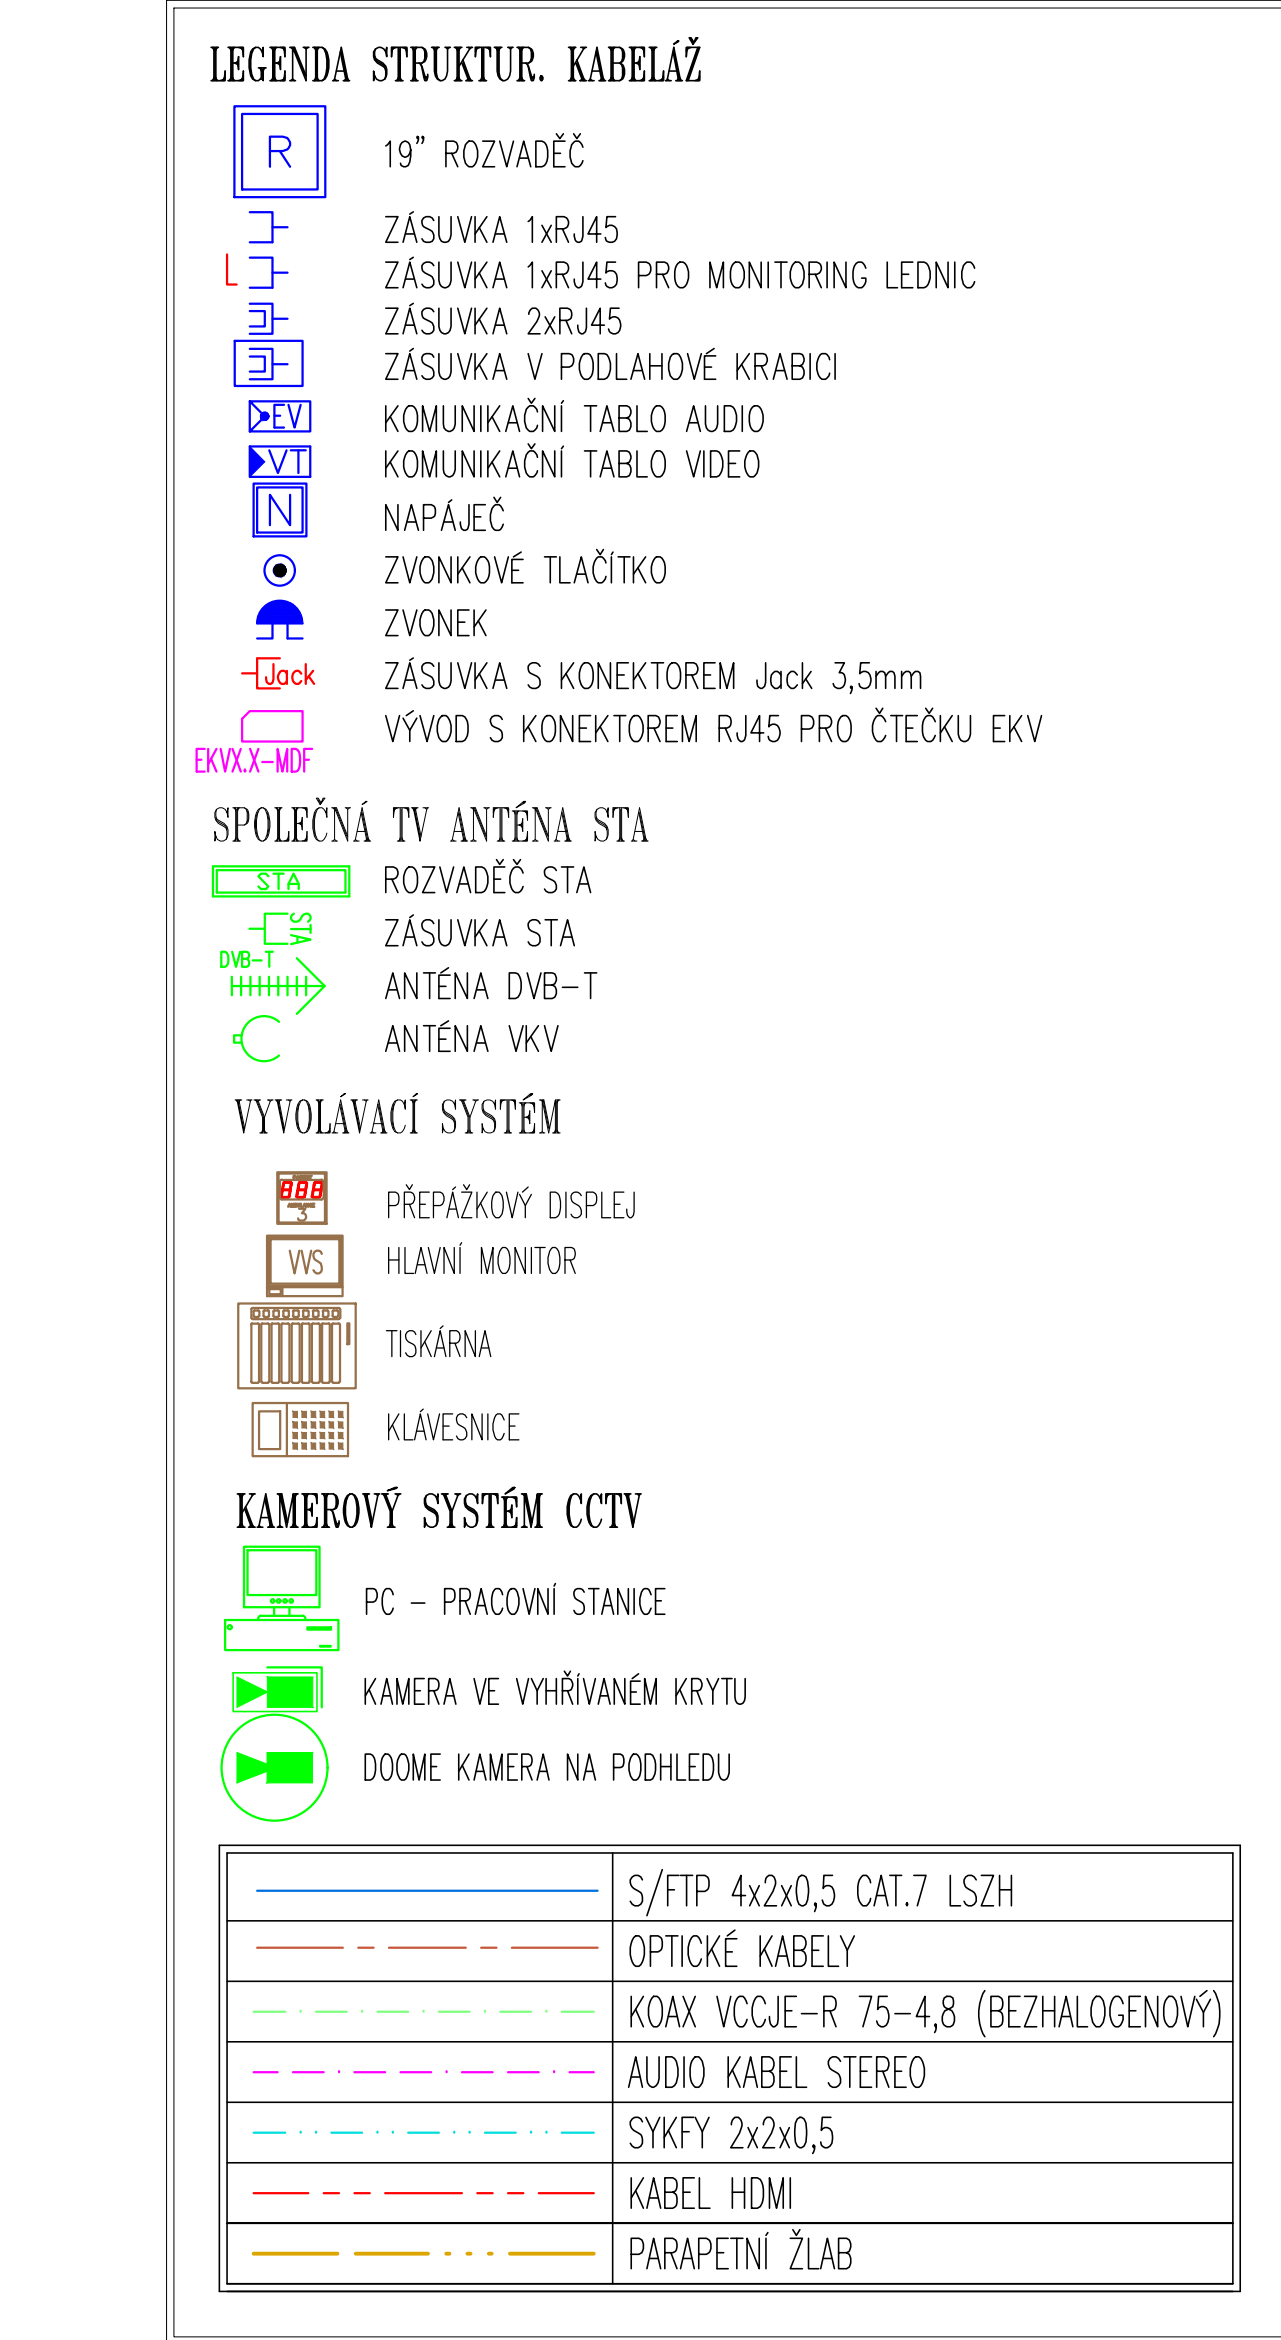 LEGENDA STRUKTUR. KABELÁŽ
R 19" ROZVADĚČ
ZÁSUVKA 1xRJ45
L ZÁSUVKA 1xRJ45 PRO MONITORING LEDNIC
ZÁSUVKA 2xRJ45
ZÁSUVKA V PODLAHOVÉ KRABICI
EV KOMUNIKAČNÍ TABLO AUDIO
VT KOMUNIKAČNÍ TABLO VIDEO
N NAPÁJEČ
ZVONKOVÉ TLAČÍTKO
ZVONEK
Jack ZÁSUVKA S KONEKTOREM Jack 3,5mm
VÝVOD S KONEKTOREM RJ45 PRO ČTEČKU EKV
EKVX.X-MDF
SPOLEČNÁ TV ANTÉNA STA
STA ROZVADĚČ STA
STA ZÁSUVKA STA
DVB-T
ANTÉNA DVB-T
ANTÉNA VKV
VYVOLÁVACÍ SYSTÉM
888
3
PŘEPÁŽKOVÝ DISPLEJ
VVS HLAVNÍ MONITOR
TISKÁRNA
KLÁVESNICE
KAMEROVÝ SYSTÉM CCTV
PC - PRACOVNÍ STANICE
KAMERA VE VYHŘÍVANÉM KRYTU
DOOME KAMERA NA PODHLEDU
S/FTP 4x2x0,5 CAT.7 LSZH
OPTICKÉ KABELY
KOAX VCCJE-R 75-4,8 (BEZHALOGENOVÝ)
AUDIO KABEL STEREO
SYKFY 2x2x0,5
KABEL HDMI
PARAPETNÍ ŽLAB